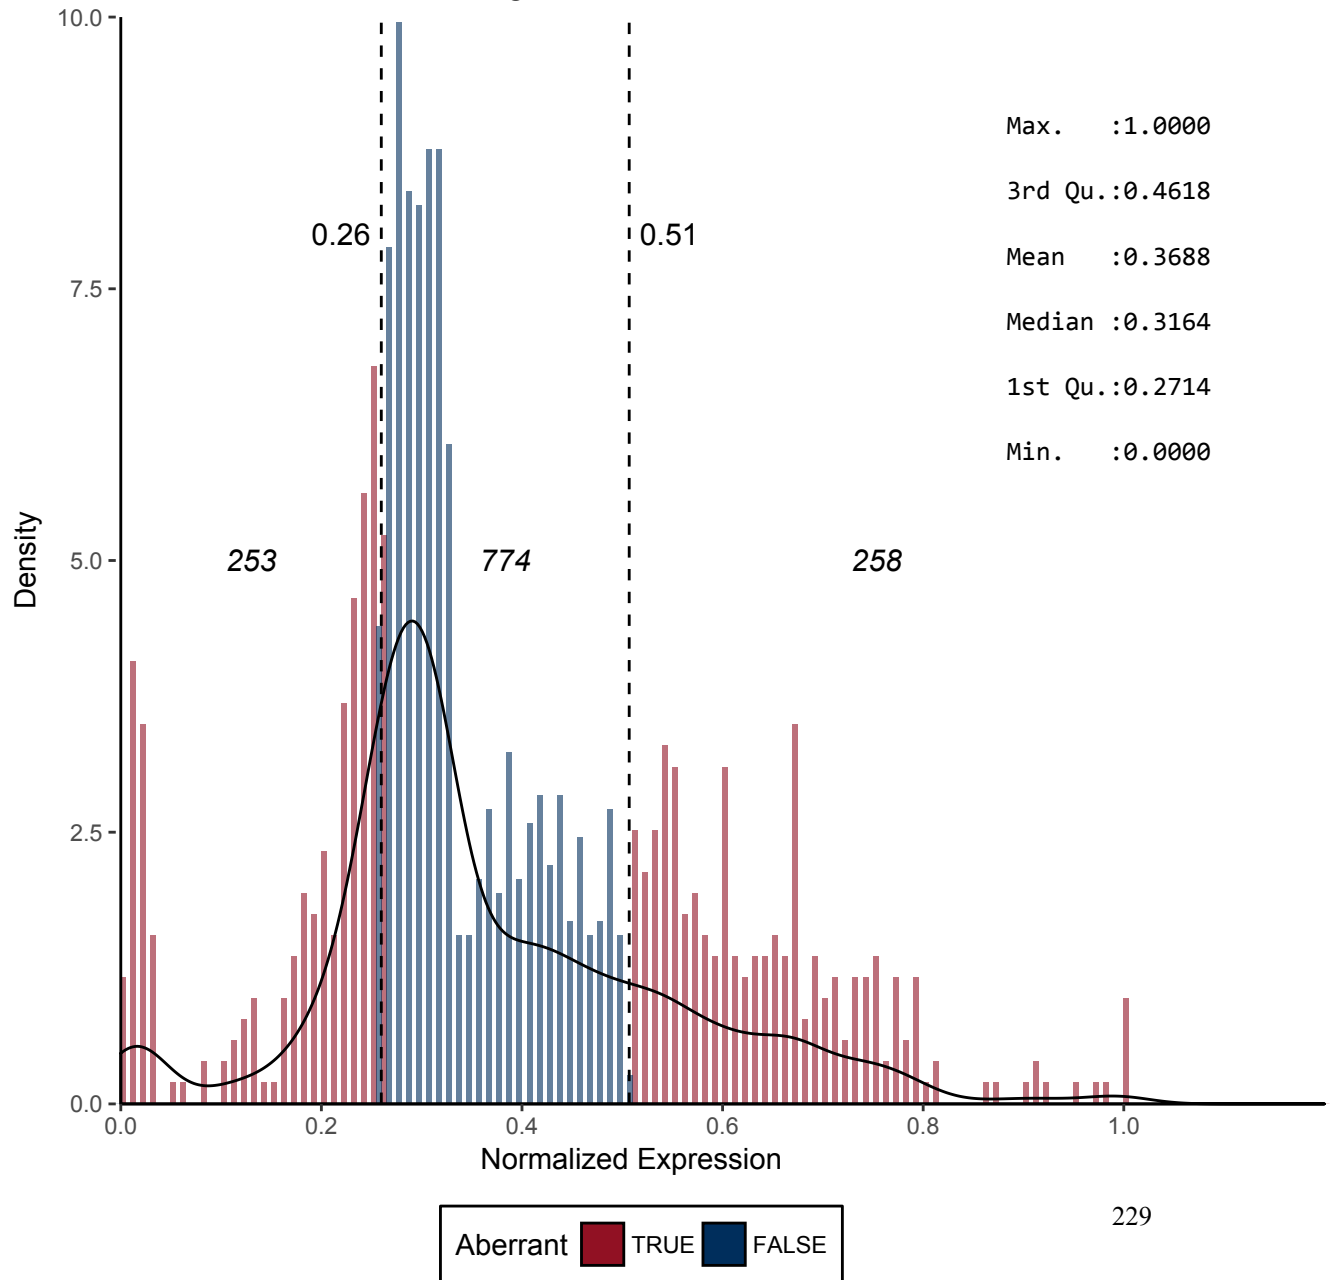 10.0
Max. :1.0000
3rd Qu.:0.4618
0.26
0.51
Mean :0.3688
7.5
Median :0.3164
1st Qu.:0.2714
Min. :0.0000
Density
5.0
253
774
258
2.5
0.0
0.0 0.2 0.4 0.6 0.8 1.0
Normalized Expression
229
Aberrant TRUE FALSE